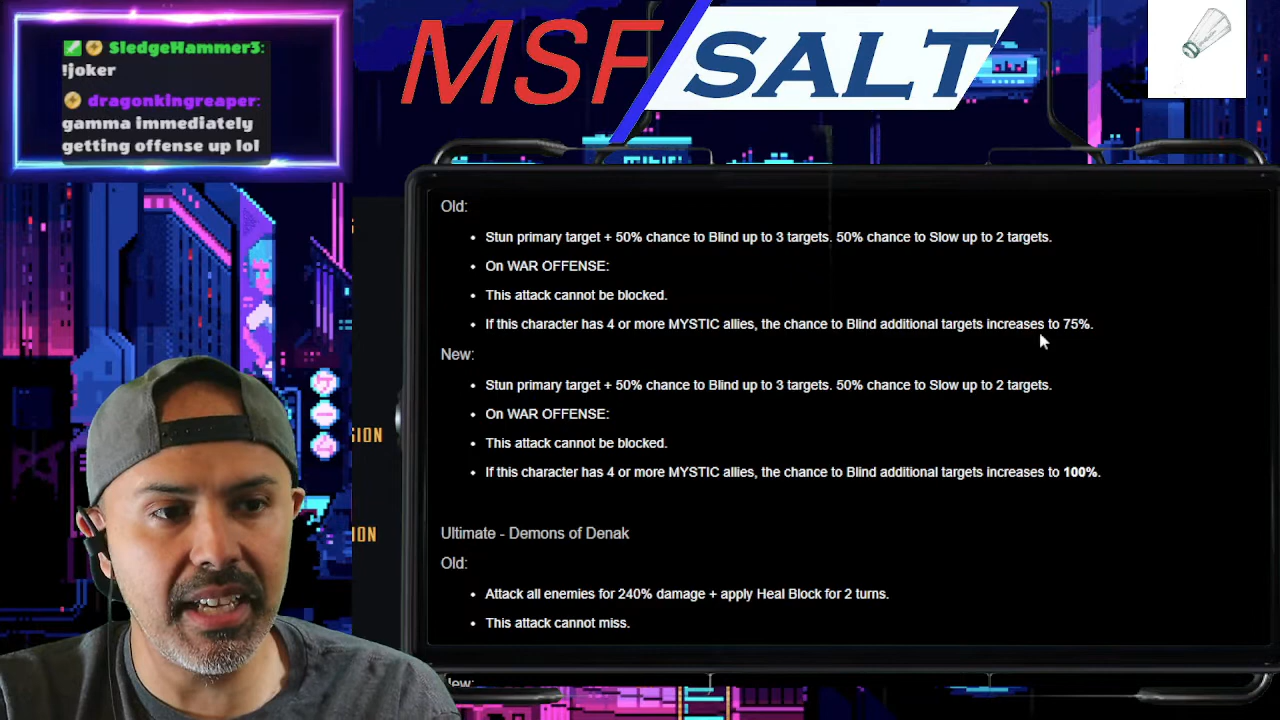 SledgeHammer3:
!joker
dragonkingreaper:
gamma immediately
getting offense up lol
MSF/SALT
Old:
• Stun primary target + 50% chance to Blind up to 3 targets. 50% chance to Slow up to 2 targets.
• On WAR OFFENSE:
• This attack cannot be blocked.
• If this character has 4 or more MYSTIC allies, the chance to Blind additional targets increases to 75%.
New:
• Stun primary target + 50% chance to Blind up to 3 targets. 50% chance to Slow up to 2 targets.
• On WAR OFFENSE:
• This attack cannot be blocked.
• If this character has 4 or more MYSTIC allies, the chance to Blind additional targets increases to 100%.
Ultimate - Demons of Denak
Old:
• Attack all enemies for 240% damage + apply Heal Block for 2 turns.
• This attack cannot miss.
New: